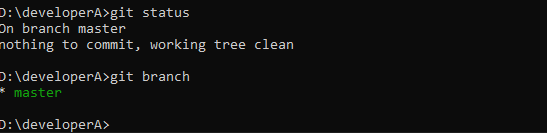 D:\developerA>git status
On branch master
nothing to commit, working tree clean
D:\developerA>git branch
* master
D:\developerA>